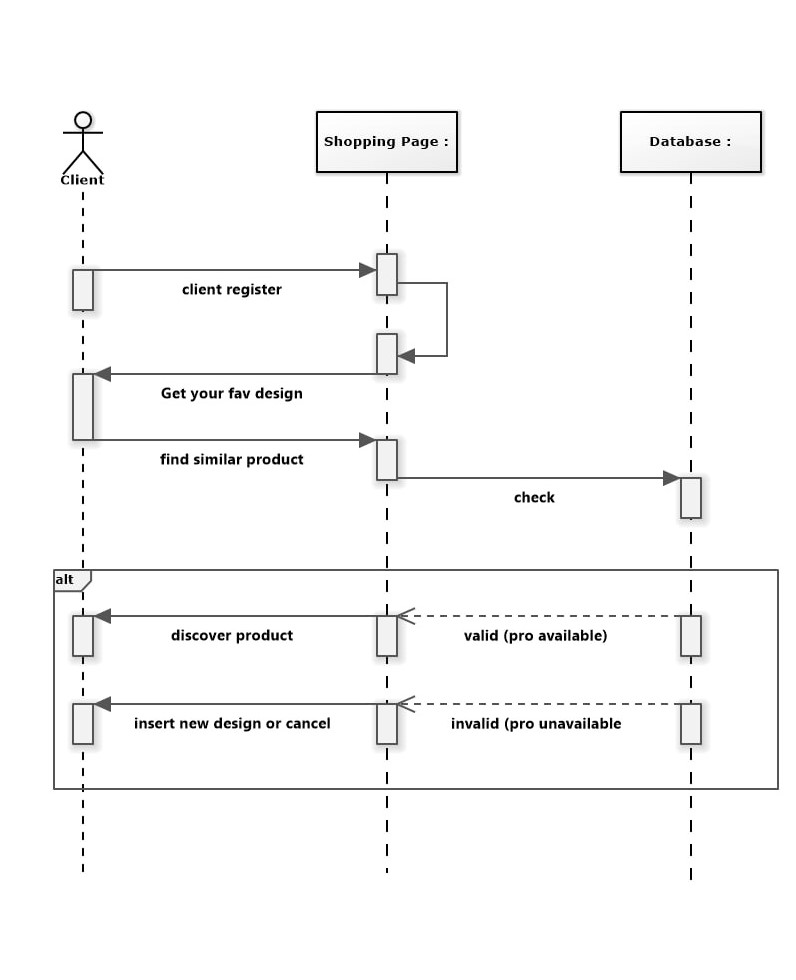 Shopping Page :
Database :
Client
client register
Get your fav design
find similar product
check
alt
discover product
valid (pro available)
insert new design or cancel
invalid (pro unavailable